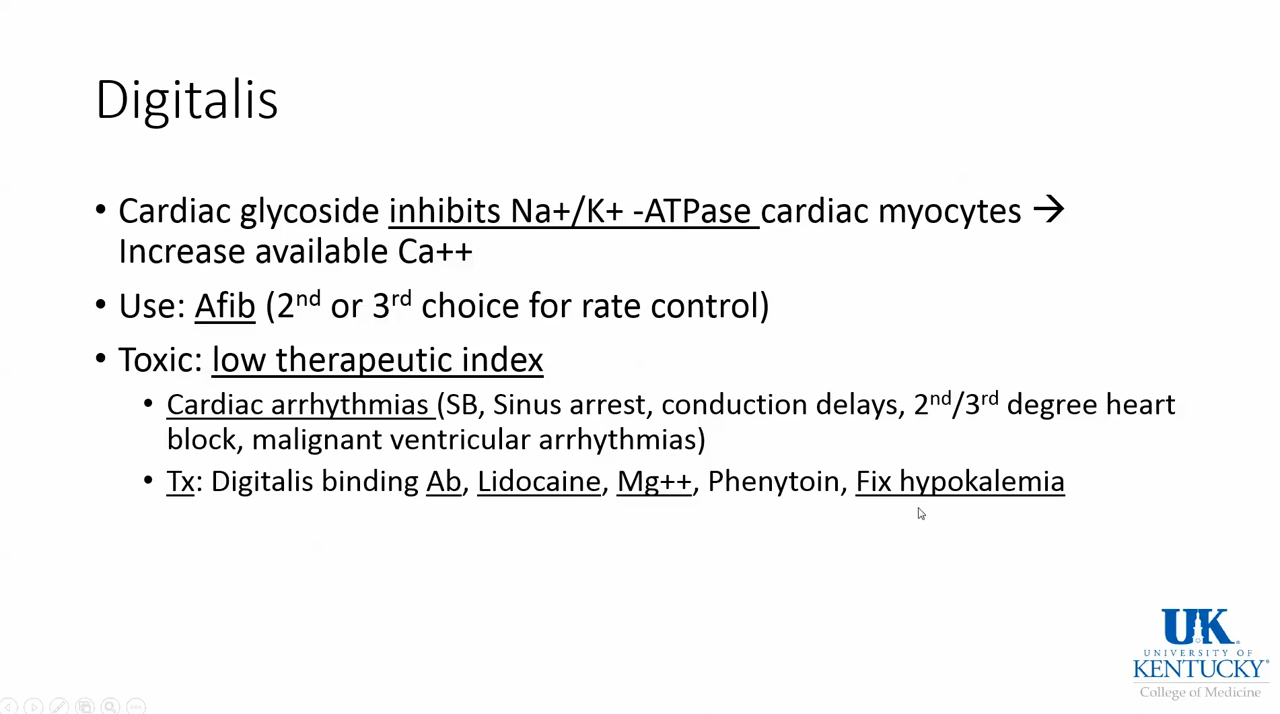 Digitalis
• Cardiac glycoside inhibits Na+/K+ -ATPase cardiac myocytes →
Increase available Ca++
• Use: Afib (2nd or 3rd choice for rate control)
• Toxic: low therapeutic index
• Cardiac arrhythmias (SB, Sinus arrest, conduction delays, 2nd/3rd degree heart
block, malignant ventricular arrhythmias)
• Tx: Digitalis binding Ab, Lidocaine, Mg++, Phenytoin, Fix hypokalemia
UK
UNIVERSITY OF
KENTUCKY®
College of Medicine